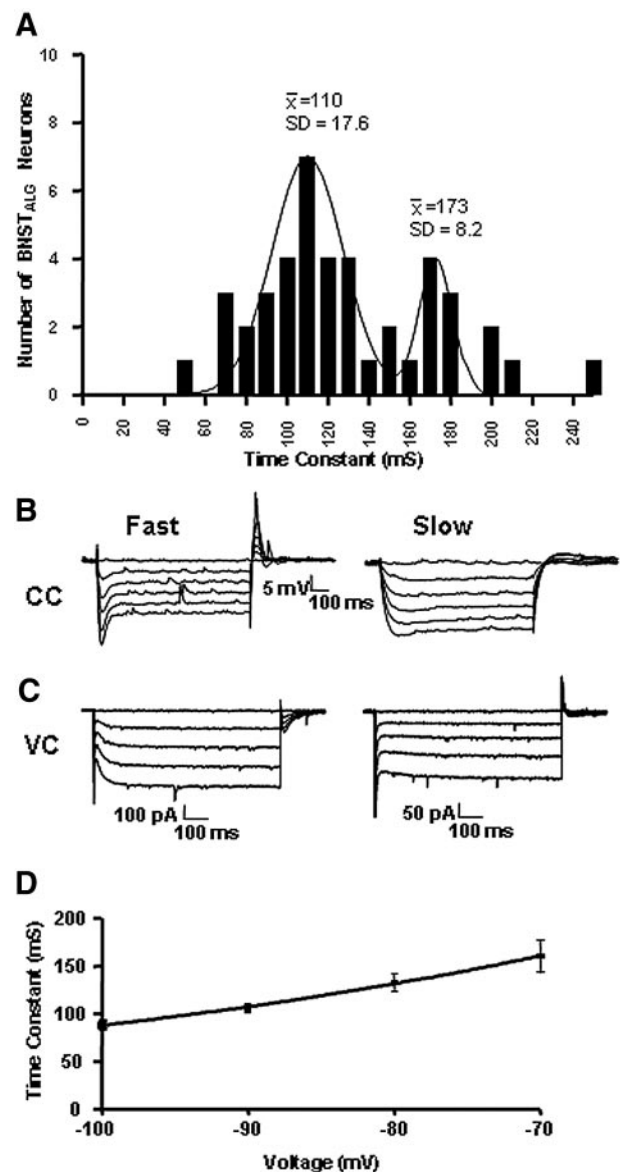 A
10
8
6
4
2
0
Number of BNST_ALG Neurons
x̄=110
SD = 17.6
x̄=173
SD = 8.2
0 20 40 60 80 100 120 140 160 180 200 220 240
Time Constant (mS)
B
Fast Slow
CC
5 mV
100 ms
C
VC
100 pA
100 ms
50 pA
100 ms
D
200
150
100
50
0
Time Constant (mS)
-100 -90 -80 -70
Voltage (mV)